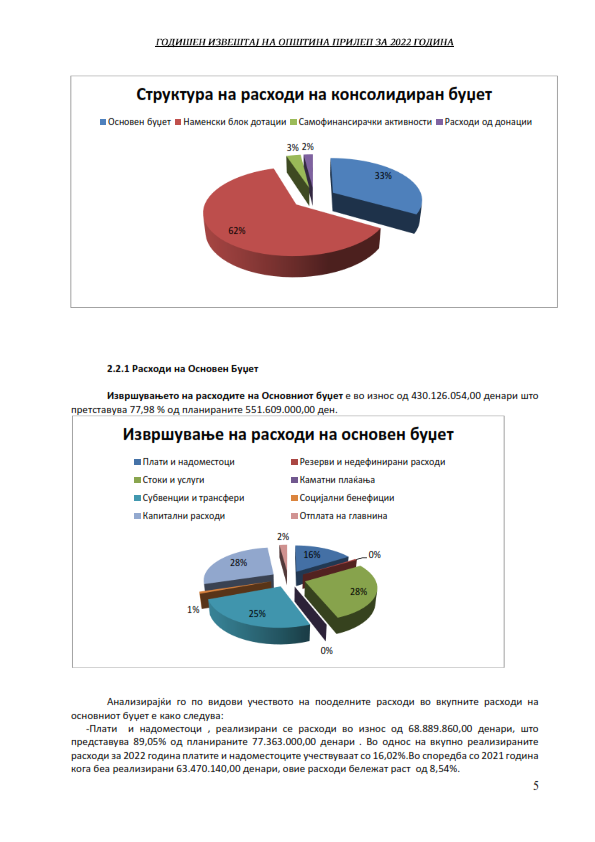 ГОДИШЕН ИЗВЕШТАЈ НА ОПШТИНА ПРИЛЕП ЗА 2022 ГОДИНА
Структура на расходи на консолидиран буџет
Основен буџет Наменски блок дотации Самофинансирачки активности Расходи од донации
3% 2%
33%
62%
2.2.1 Расходи на Основен Буџет
Извршувањето на расходите на Основниот буџет е во износ од 430.126.054,00 денари што
претставува 77,98 % од планираните 551.609.000,00 ден.
Извршување на расходи на основен буџет
Плати и надоместоци Резерви и недефинирани расходи
Стоки и услуги Каматни плаќања
Субвенции и трансфери Социјални бенефиции
Капитални расходи Отплата на главнина
2%
16% 0%
28%
28%
1%
25%
0%
Анализирајќи го по видови учеството на пооделните расходи во вкупните расходи на
основниот буџет е како следува:
-Плати и надоместоци , реализирани се расходи во износ од 68.889.860,00 денари, што
представува 89,05% од планираните 77.363.000,00 денари . Во однос на вкупно реализираните
расходи за 2022 година платите и надоместоците учествуваат со 16,02%.Во споредба со 2021 година
кога беа реализирани 63.470.140,00 денари, овие расходи бележат раст од 8,54%.
5